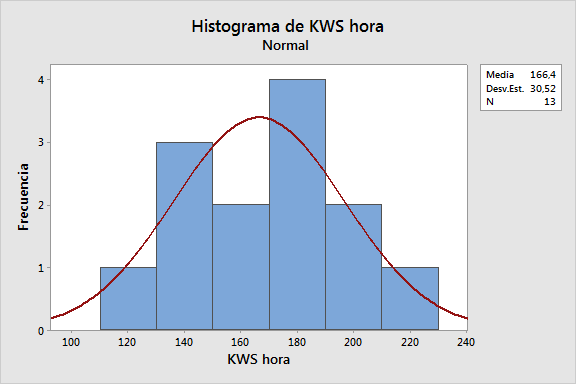 Histograma de KWS hora
Normal
Media 166,4
Desv.Est. 30,52
N 13
Frecuencia
4
3
2
1
0
100 120 140 160 180 200 220 240
KWS hora